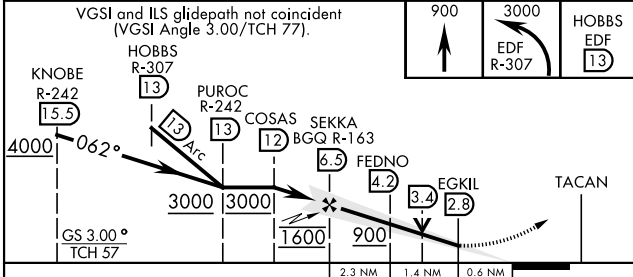 VGSI and ILS glidepath not coincident
(VGSI Angle 3.00/TCH 77).
900
3000
EDF
R-307
HOBBS
EDF
13
HOBBS
R-307
13
KNOBE
R-242
15.5
PUROC
R-242
13
COSAS
12
SEKKA
BGQ R-163
6.5
FEDNO
4.2
3.4
EGKIL
2.8
TACAN
4000
062°
13 Arc
3000
3000
1600
900
GS 3.00°
TCH 57
2.3 NM
1.4 NM
0.6 NM